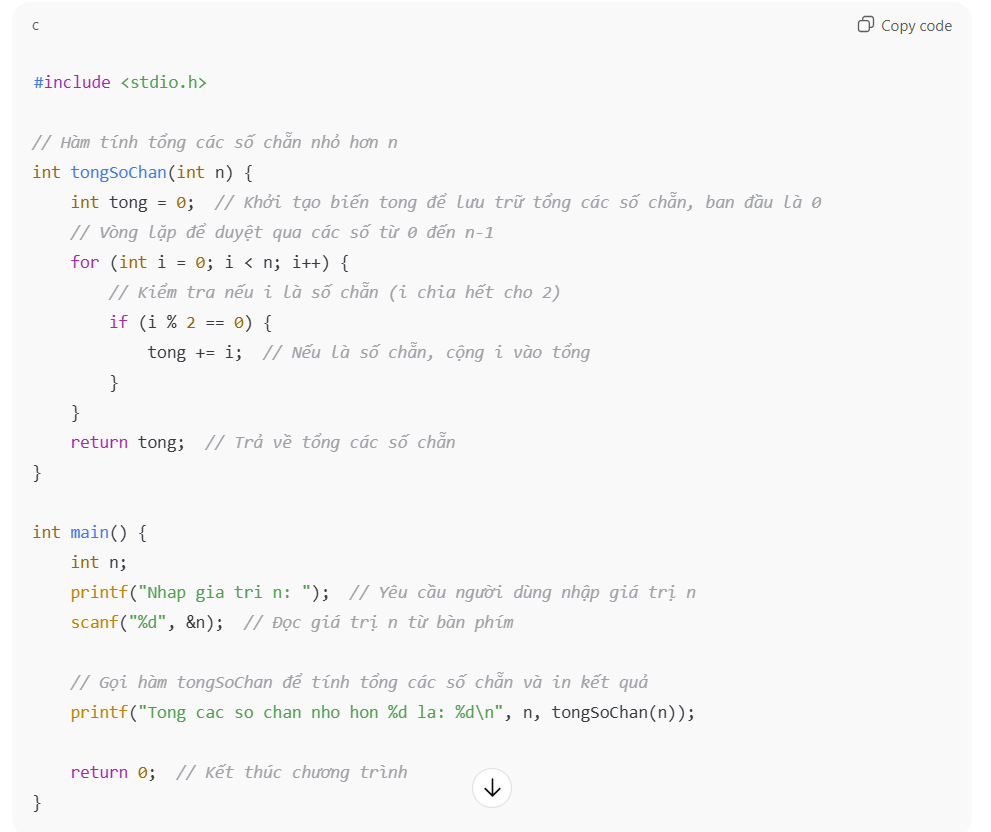 c
Copy code
#include <stdio.h>
// Hàm tính tổng các số chẵn nhỏ hơn n
int tongSoChan(int n) {
    int tong = 0;  // Khởi tạo biến tong để lưu trữ tổng các số chẵn, ban đầu là 0
    // Vòng lặp để duyệt qua các số từ 0 đến n-1
    for (int i = 0; i < n; i++) {
        // Kiểm tra nếu i là số chẵn (i chia hết cho 2)
        if (i % 2 == 0) {
            tong += i;  // Nếu là số chẵn, cộng i vào tổng
        }
    }
    return tong;  // Trả về tổng các số chẵn
}
int main() {
    int n;
    printf("Nhap gia tri n: ");  // Yêu cầu người dùng nhập giá trị n
    scanf("%d", &n);  // Đọc giá trị n từ bàn phím
    // Gọi hàm tongSoChan để tính tổng các số chẵn và in kết quả
    printf("Tong cac so chan nho hon %d la: %d\n", n, tongSoChan(n));
    return 0;  // Kết thúc chương trình
}